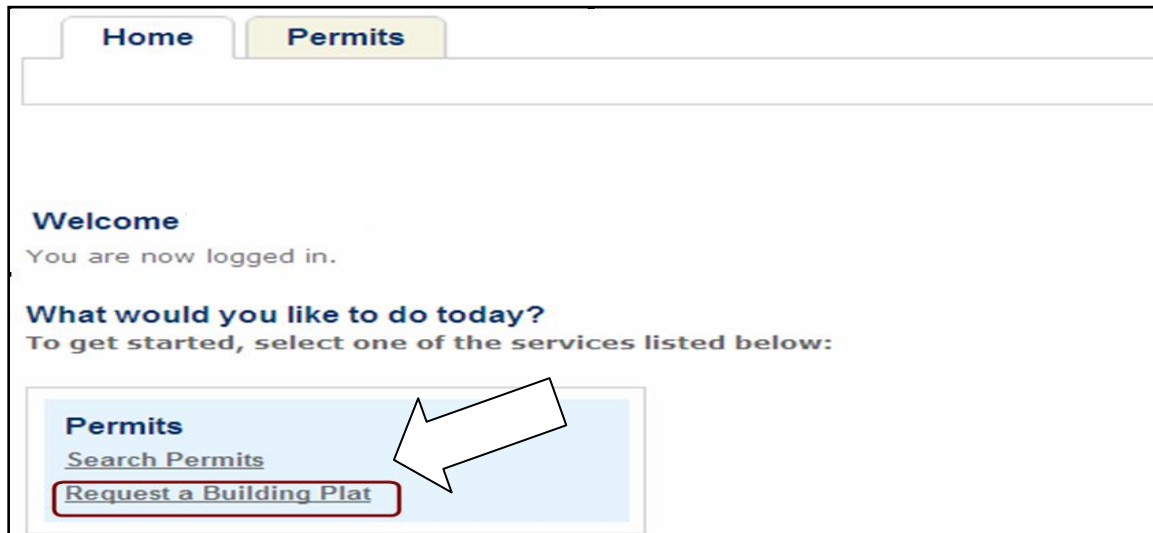 Home Permits
Welcome
You are now logged in.
What would you like to do today?
To get started, select one of the services listed below:
Permits
Search Permits
Request a Building Plat